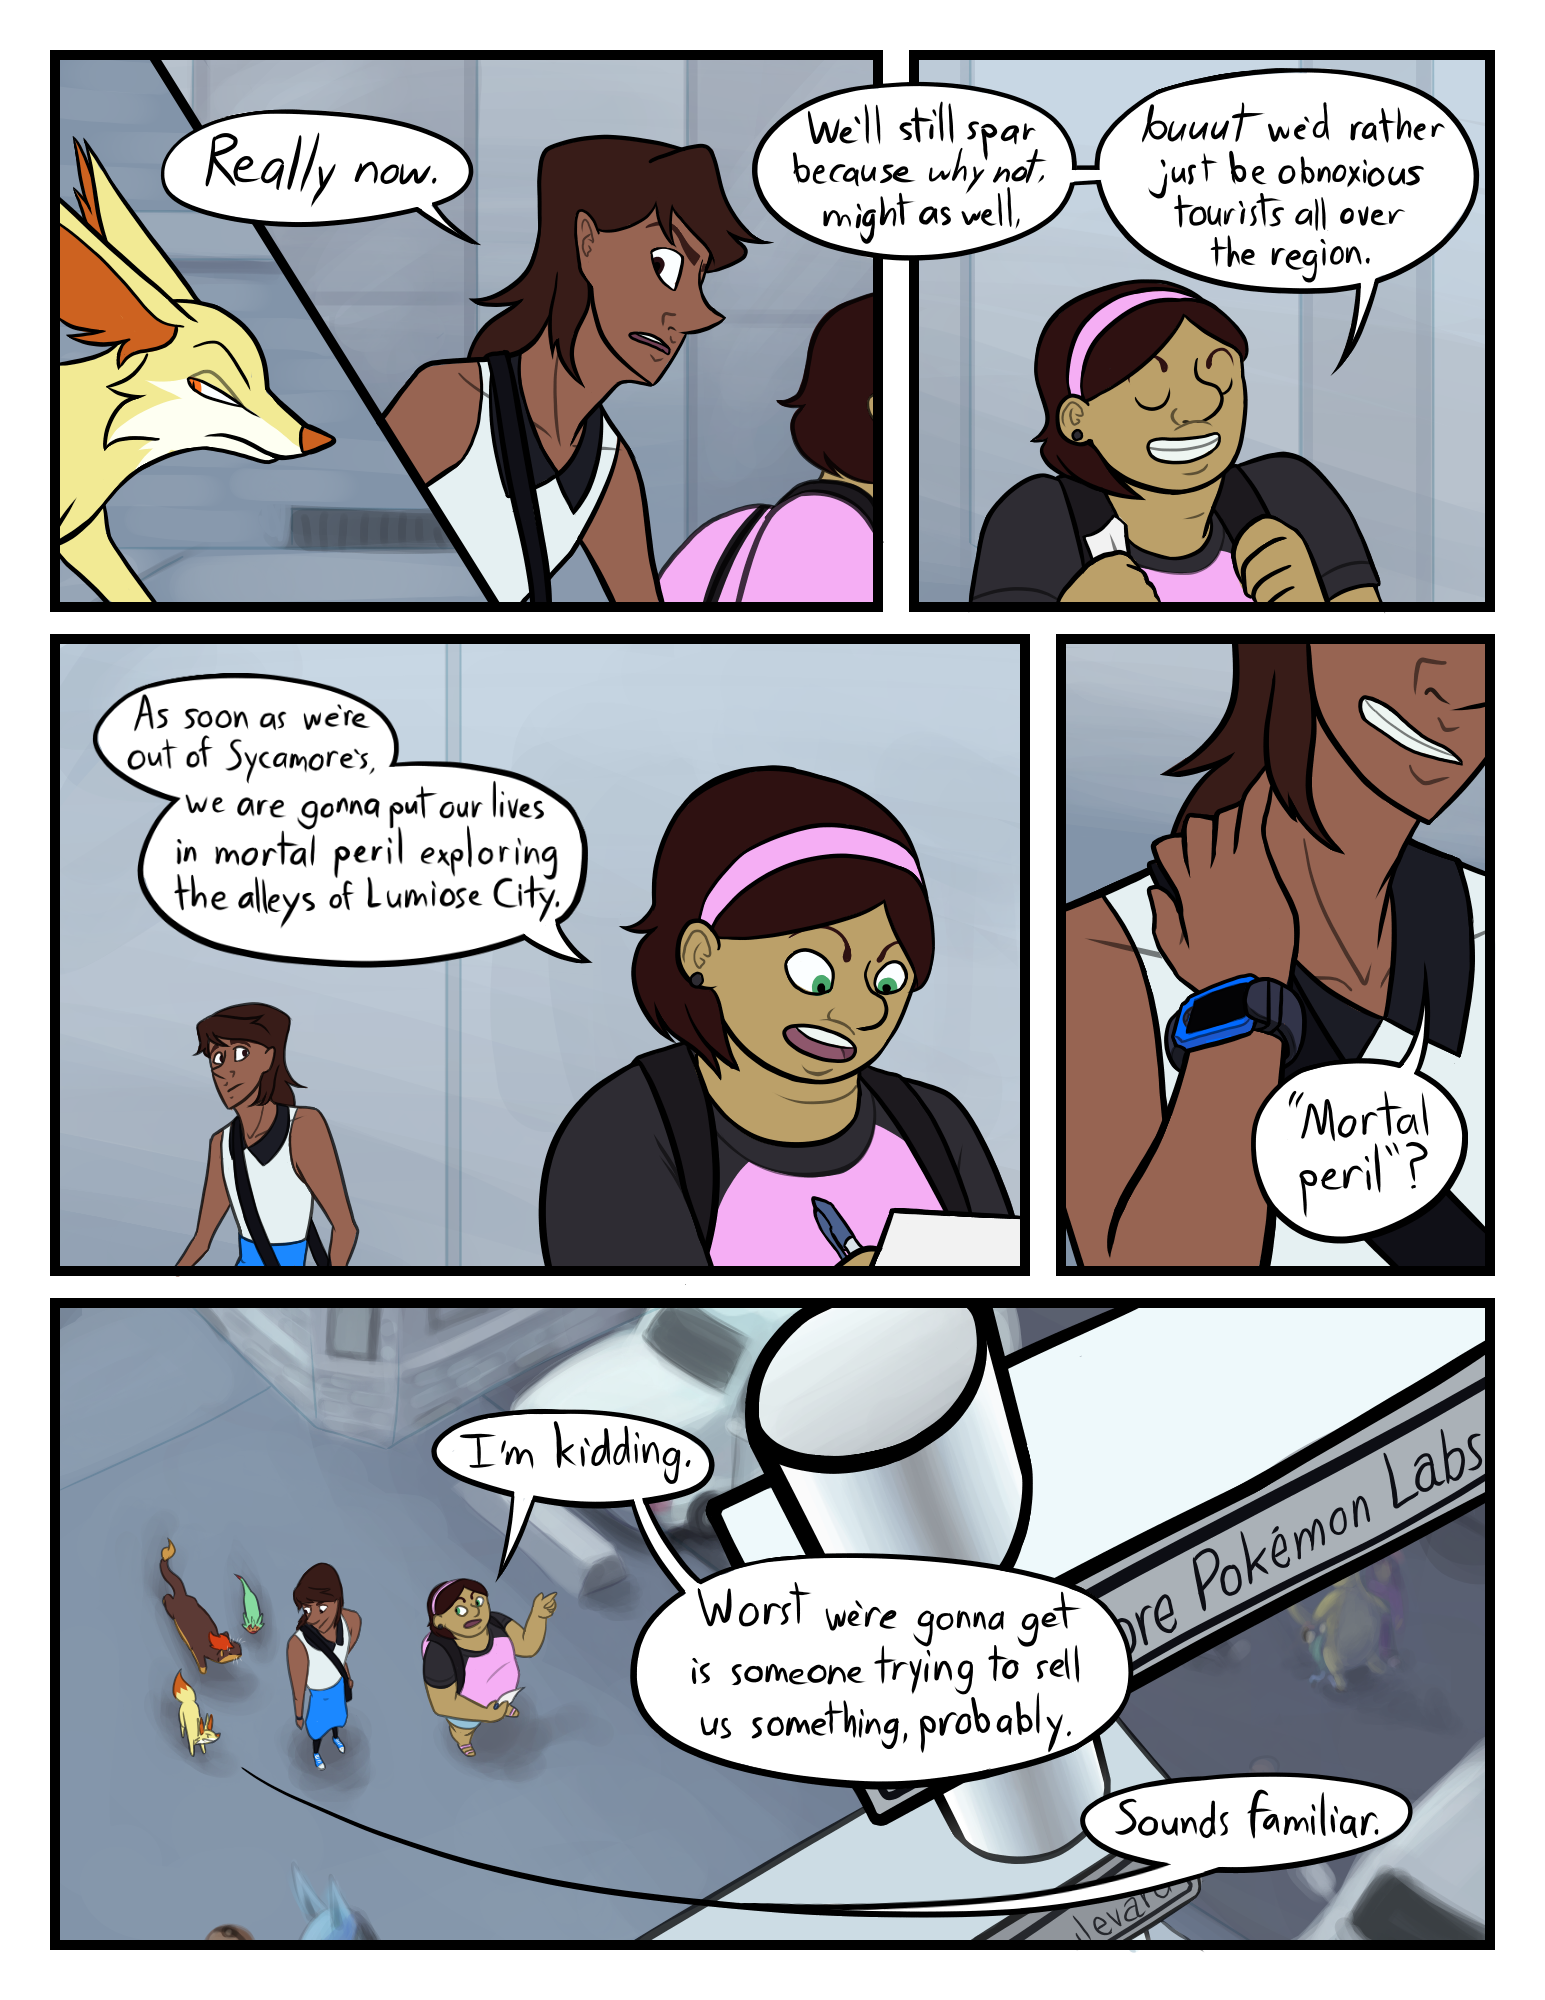 Really now.
We'll still spar
because why not,
might as well,
buuut we'd rather
just be obnoxious
tourists all over
the region.
As soon as we're
out of Sycamore's,
we are gonna put our lives
in mortal peril exploring
the alleys of Lumiose City.
"Mortal
peril"?
I'm kidding.
Worst we're gonna get
is someone trying to sell
us something, probably.
ore Pokémon Labs
Sounds familiar.
levard